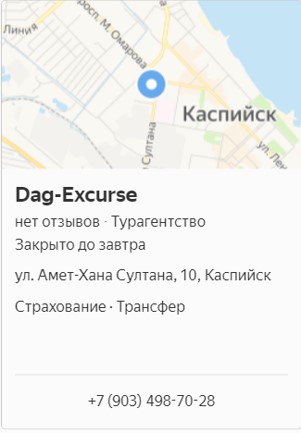 Линия
просп. М. Омарова
Каспийск
Султана
ул. Лен
Dag-Excurse
нет отзывов · Турагентство
Закрыто до завтра
ул. Амет-Хана Султана, 10, Каспийск
Страхование · Трансфер
+7 (903) 498-70-28